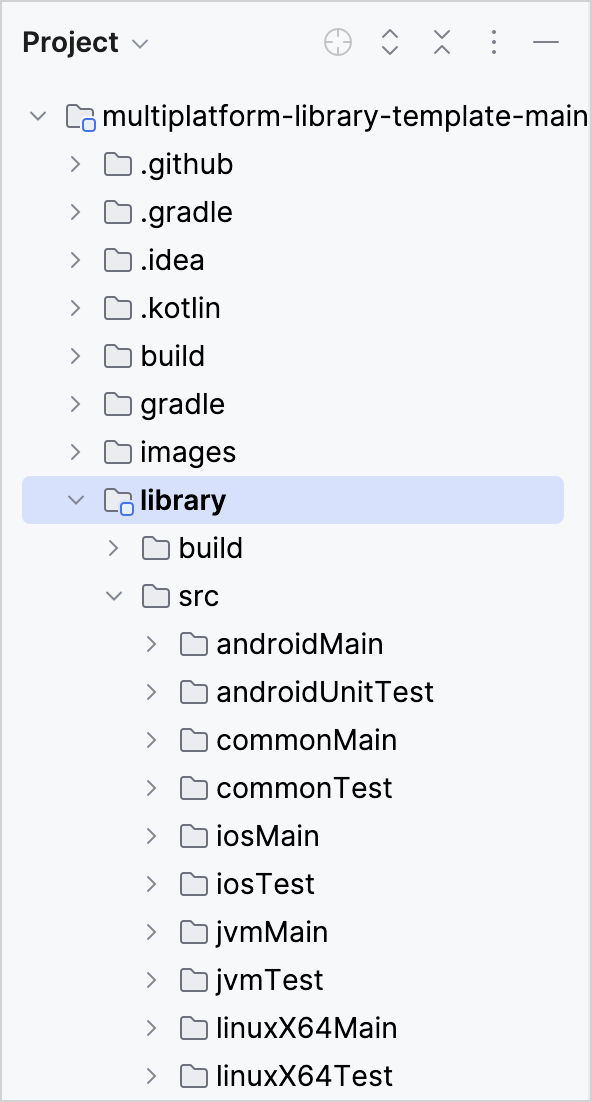 Project
multiplatform-library-template-main
.github
.gradle
.idea
.kotlin
build
gradle
images
library
build
src
androidMain
androidUnitTest
commonMain
commonTest
iosMain
iosTest
jvmMain
jvmTest
linuxX64Main
linuxX64Test